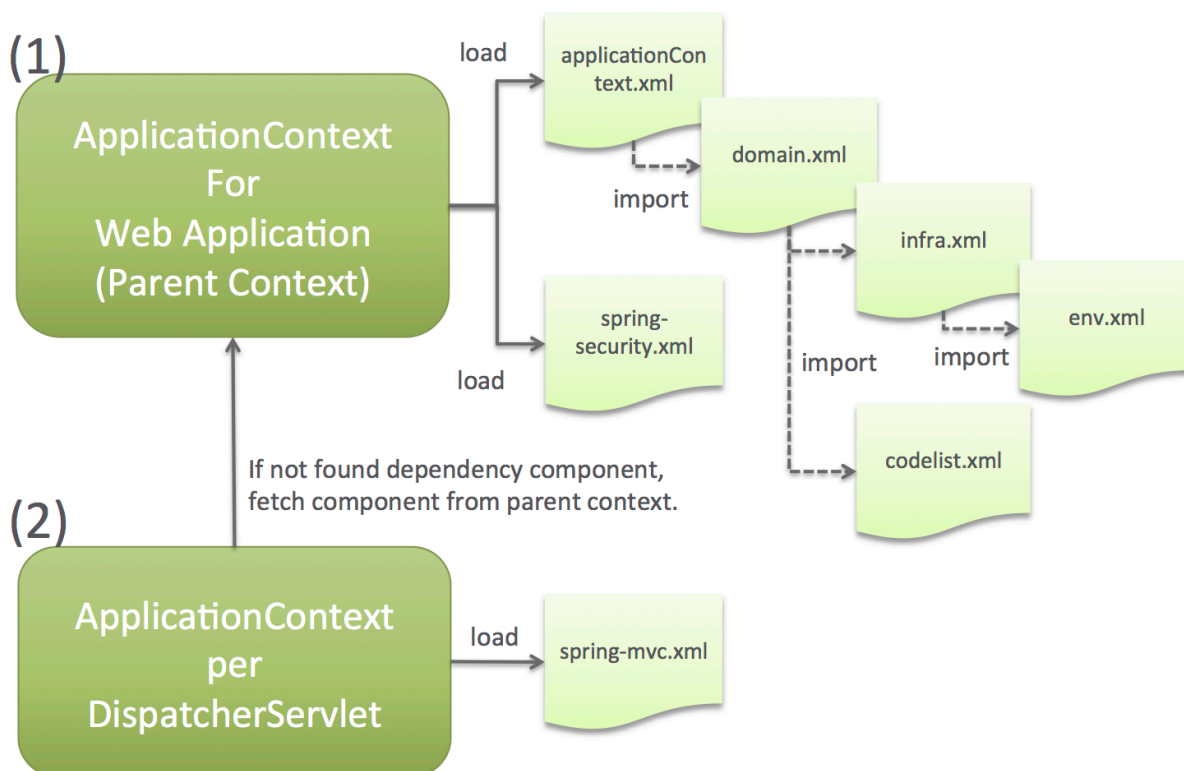 (1)
ApplicationContext
For
Web Application
(Parent Context)
load
applicationCon
text.xml
import
domain.xml
import
infra.xml
import
env.xml
codelist.xml
load
spring-
security.xml
If not found dependency component,
fetch component from parent context.
(2)
ApplicationContext
per
DispatcherServlet
load
spring-mvc.xml